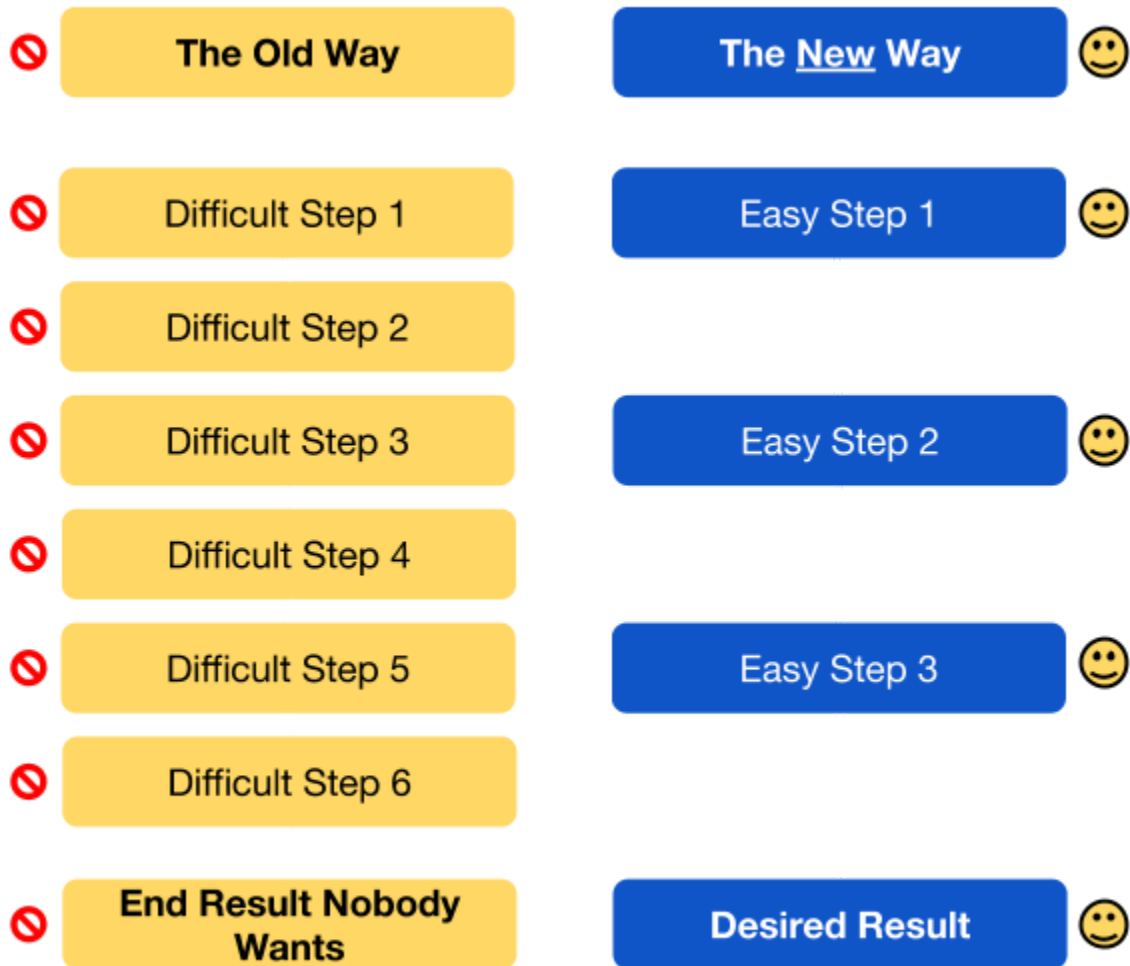 The Old Way
The New Way
Difficult Step 1
Easy Step 1
Difficult Step 2
Difficult Step 3
Easy Step 2
Difficult Step 4
Difficult Step 5
Easy Step 3
Difficult Step 6
End Result Nobody
Wants
Desired Result